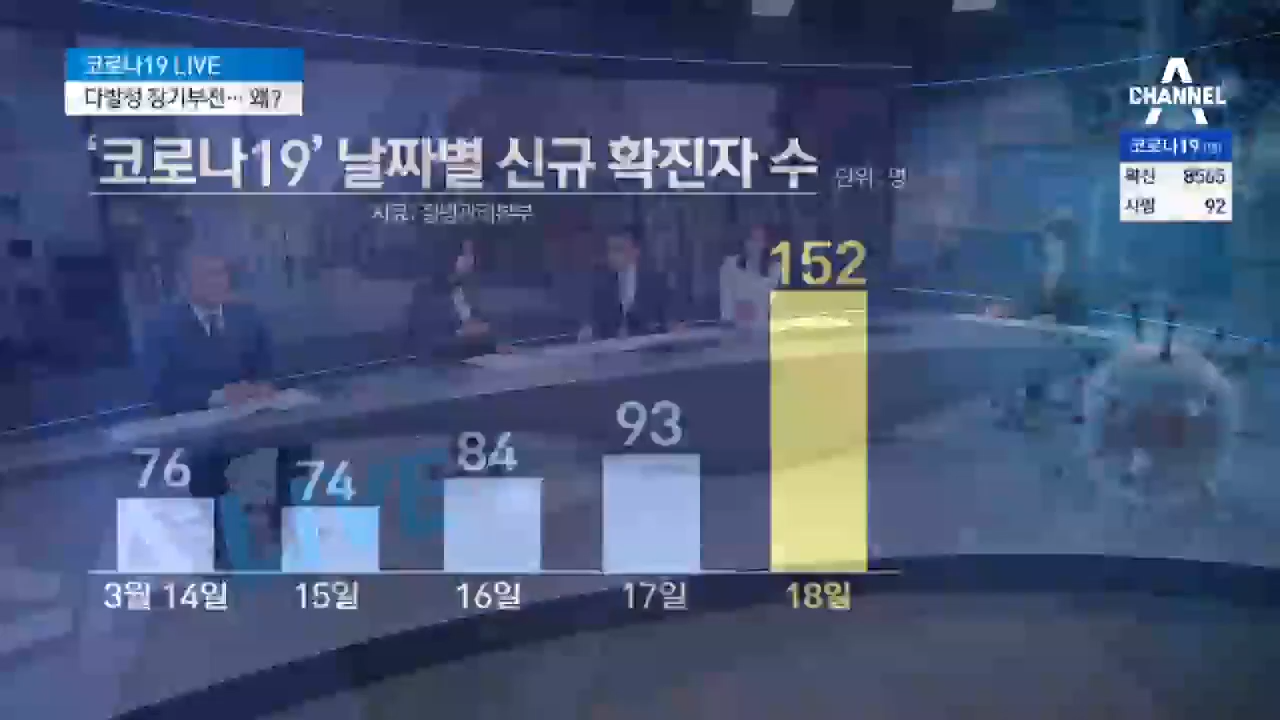 코로나19 LIVE
다발성 장기부전… 왜?
CHANNEL A
'코로나19' 날짜별 신규 확진자 수
단위 : 명
자료 : 질병관리본부
코로나19 (명)
확진 8565
사망 92
152
93
84
76
74
3월 14일
15일
16일
17일
18일